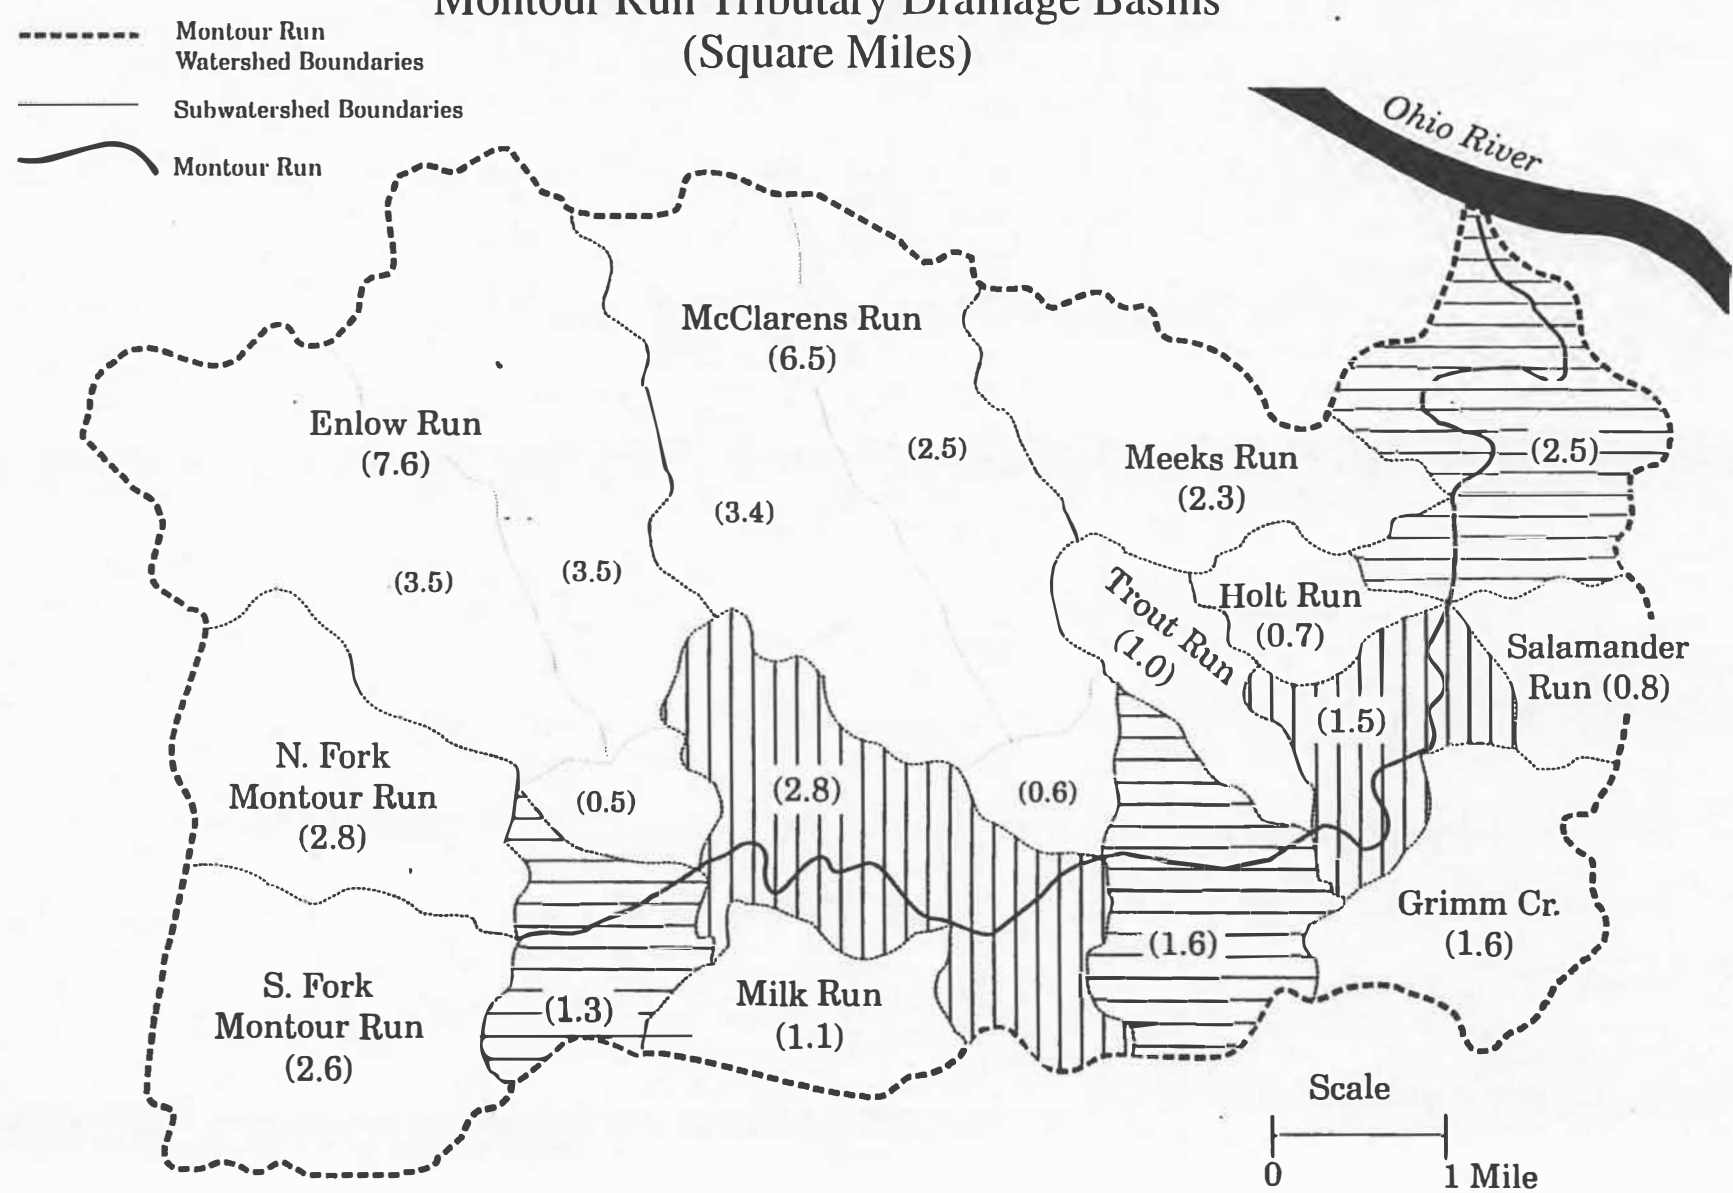 Montour Run Tributary Drainage Basins
(Square Miles)
Montour Run
Watershed Boundaries
Subwatershed Boundaries
Montour Run
Ohio River
McClarens Run
(6.5)
Enlow Run
(7.6)
(2.5)
(3.4)
Meeks Run
(2.3)
(2.5)
(3.5)
(3.5)
Trout Run
(1.0)
Holt Run
(0.7)
Salamander
Run (0.8)
(1.5)
N. Fork
Montour Run
(2.8)
(0.5)
(2.8)
(0.6)
Grimm Cr.
(1.6)
(1.6)
S. Fork
Montour Run
(2.6)
(1.3)
Milk Run
(1.1)
Scale
0
1 Mile